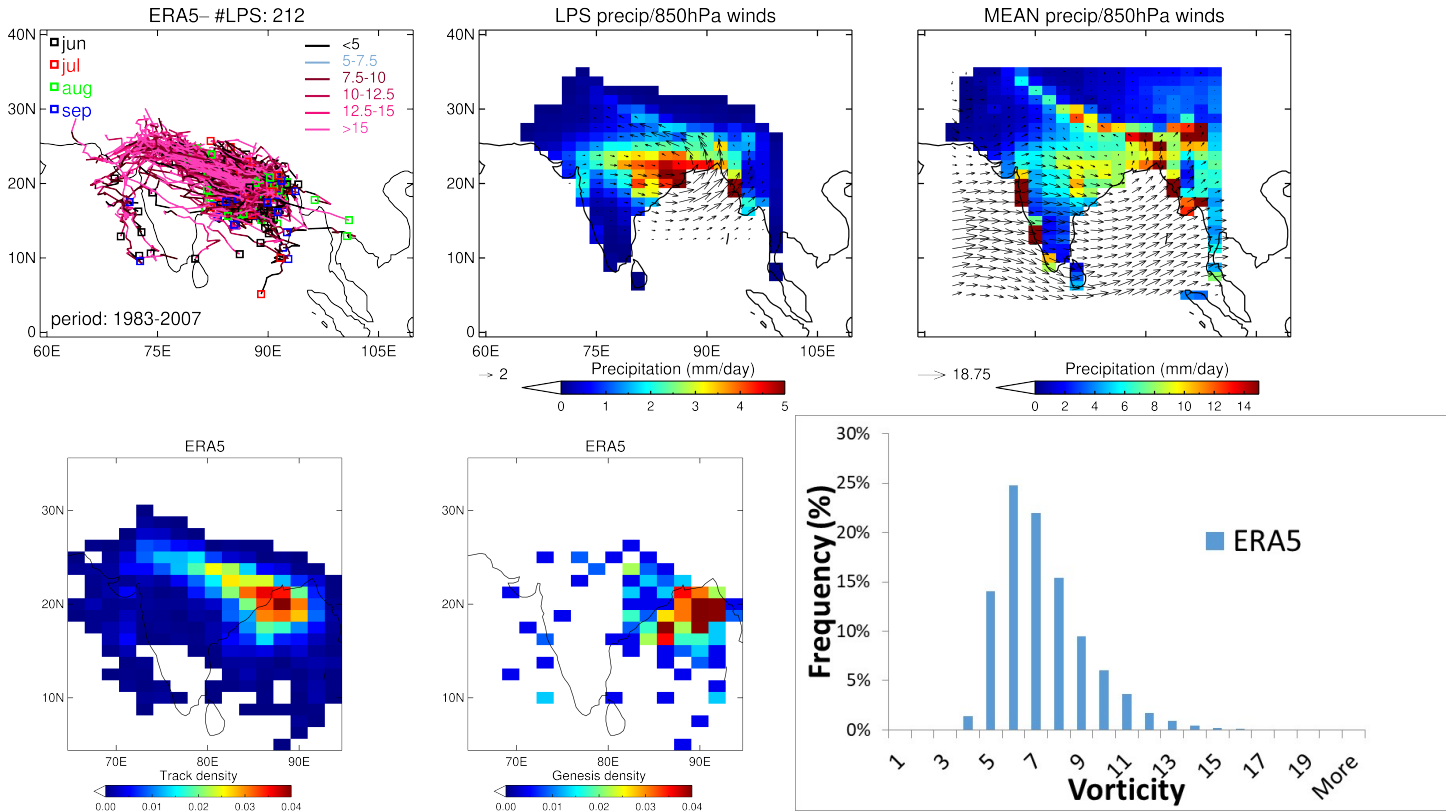 ERA5– #LPS: 212
40N
30N
20N
10N
0
60E 75E 90E 105E
jun
jul
aug
sep
<5
5-7.5
7.5-10
10-12.5
12.5-15
>15
period: 1983-2007
LPS precip/850hPa winds
40N
30N
20N
10N
0
60E 75E 90E 105E
2
Precipitation (mm/day)
0 1 2 3 4 5
MEAN precip/850hPa winds
18.75
Precipitation (mm/day)
0 2 4 6 8 10 12 14
ERA5
30N
20N
10N
70E 80E 90E
Track density
0.00 0.01 0.02 0.03 0.04
ERA5
30N
20N
10N
70E 80E 90E
Genesis density
0.00 0.01 0.02 0.03 0.04
30%
25%
20%
15%
10%
5%
0%
Frequency (%)
ERA5
1 3 5 7 9 11 13 15 17 19 More
Vorticity